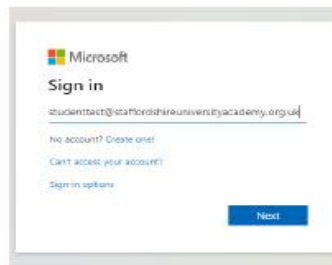 Microsoft
Sign in
studenttest@staffordshireuniversityacademy.org.uk
No account? Create one!
Can't access your account?
Sign-in options
Next